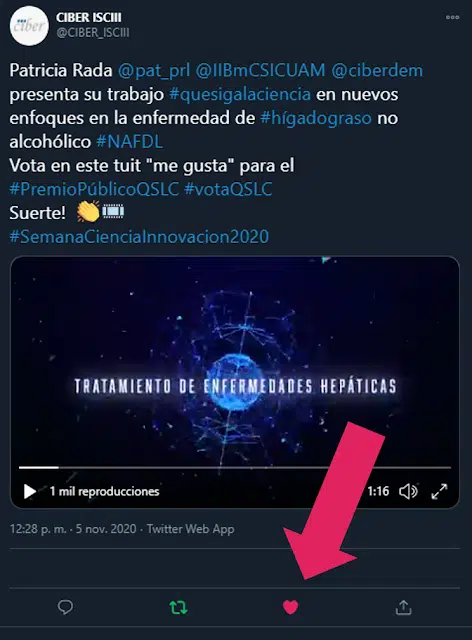 ciber
CIBER ISCIII
@CIBER_ISCIII
Patricia Rada @pat_prl @IIBmCSICUAM @ciberdem
presenta su trabajo #quesigalaciencia en nuevos
enfoques en la enfermedad de #hígadograso no
alcohólico #NAFDL
Vota en este tuit "me gusta" para el
#PremioPúblicoQSLC #votaQSLC
Suerte! 👏🎞️
#SemanaCienciaInnovacion2020
TRATAMIENTO DE ENFERMEDADES HEPÁTICAS
1 mil reproducciones
1:16
12:28 p. m. · 5 nov. 2020 · Twitter Web App